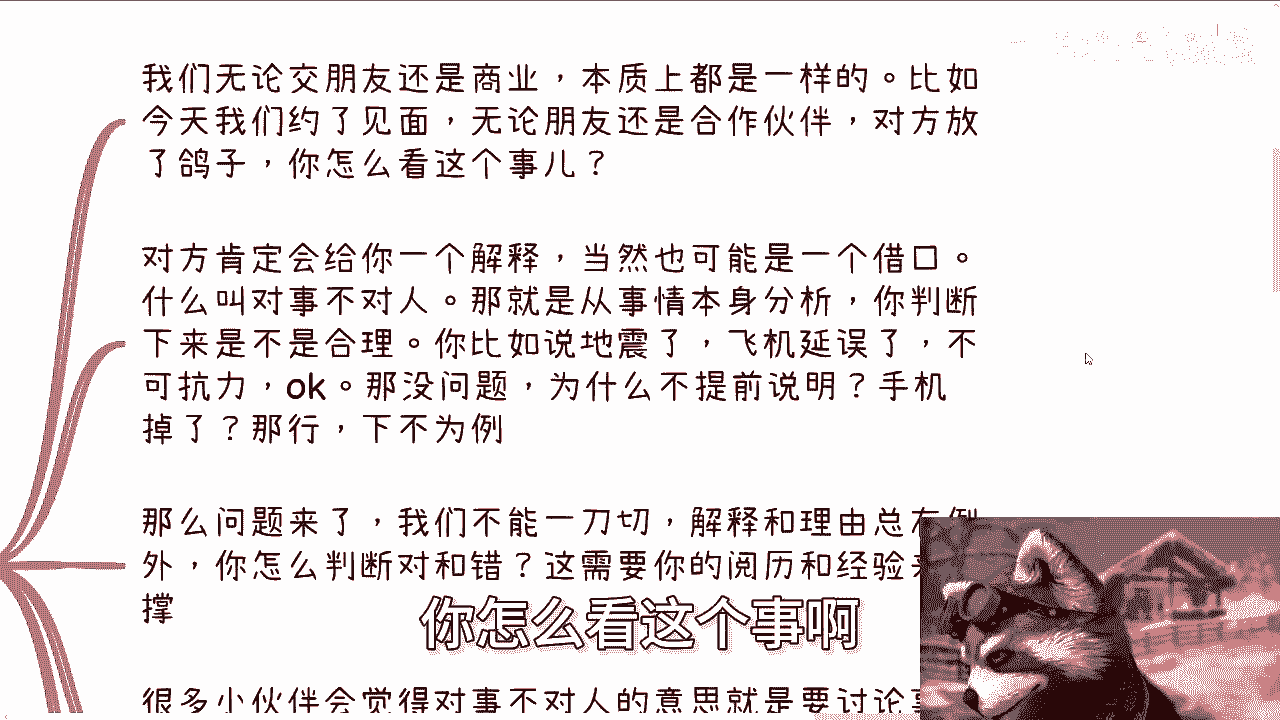 我们无论交朋友还是商业，本质上都是一样的。比如
今天我们约了见面，无论朋友还是合作伙伴，对方放
了鸽子，你怎么看这个事儿？
对方肯定会给你一个解释，当然也可能是一个借口。
什么叫对事不对人。那就是从事情本身分析，你判断
下来是不是合理。你比如说地震了，飞机延误了，不
可抗力，ok。那没问题，为什么不提前说明？手机
掉了？那行，下不为例
那么问题来了，我们不能一刀切，解释和理由总有例
外，你怎么判断对和错？这需要你的阅历和经验
撑
你怎么看这个事啊
很多小伙伴会觉得对事不对人的意思就是要讨论